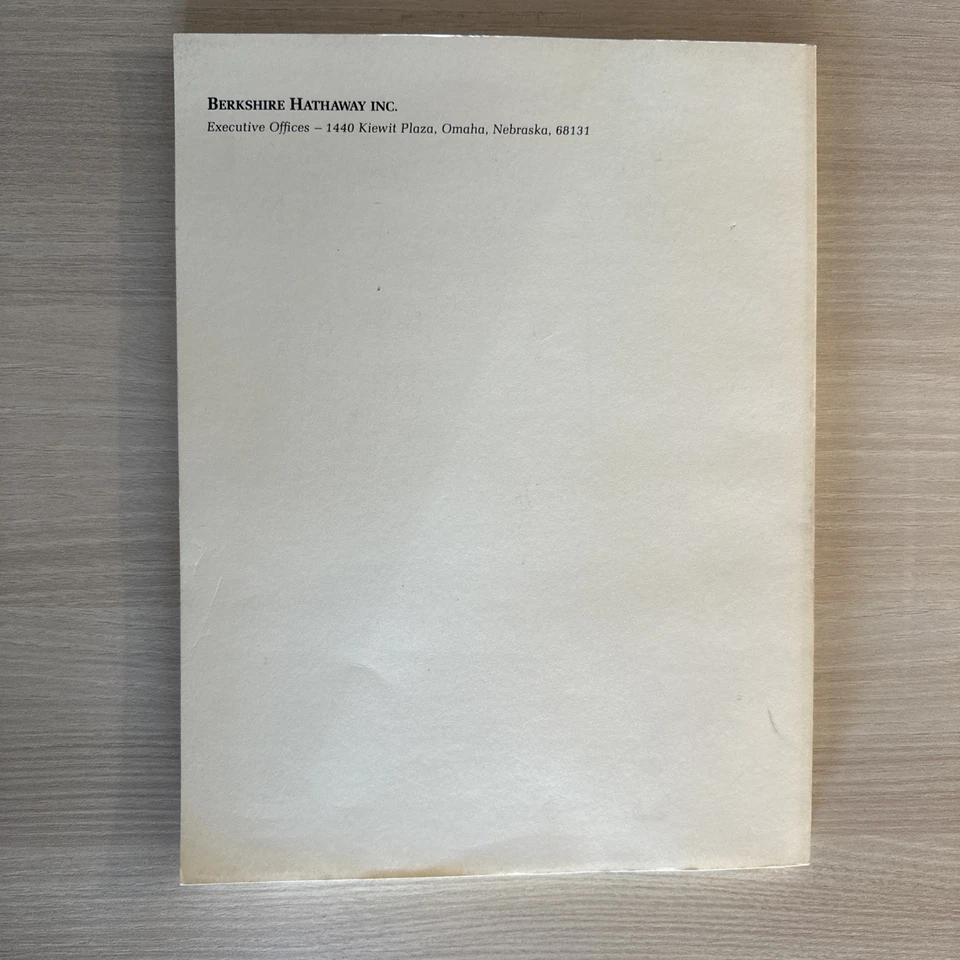 BERKSHIRE HATHAWAY INC.
Executive Offices – 1440 Kiewit Plaza, Omaha, Nebraska, 68131